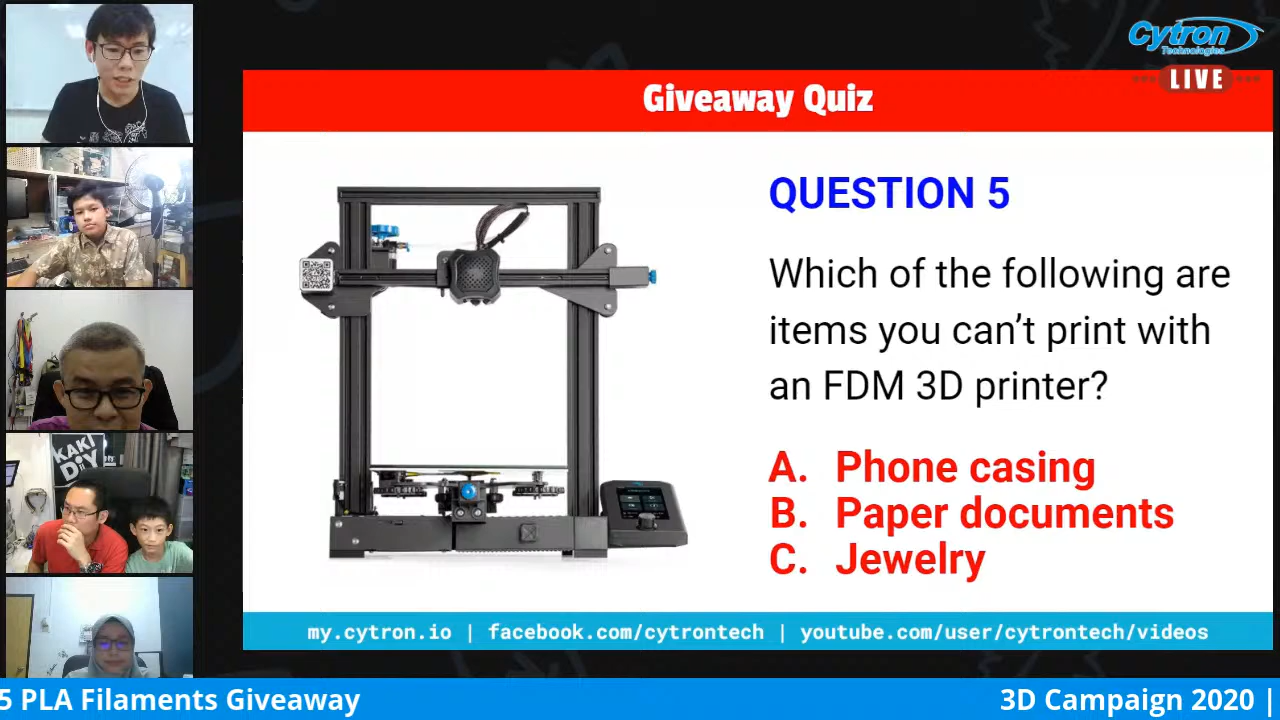 Cytron
Technologies
LIVE
Giveaway Quiz
QUESTION 5
Which of the following are
items you can’t print with
an FDM 3D printer?
A. Phone casing
B. Paper documents
C. Jewelry
KAKI
DiY
my.cytron.io | facebook.com/cytrontech | youtube.com/user/cytrontech/videos
5 PLA Filaments Giveaway
3D Campaign 2020 |